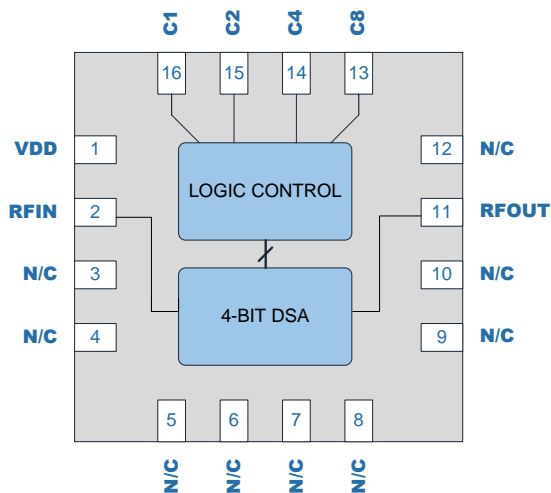 C1 C2 C4 C8
16 15 14 13
VDD 1 12 N/C
LOGIC CONTROL
RFIN 2 11 RFOUT
N/C 3 10 N/C
4-BIT DSA
N/C 4 9 N/C
5 6 7 8
N/C N/C N/C N/C